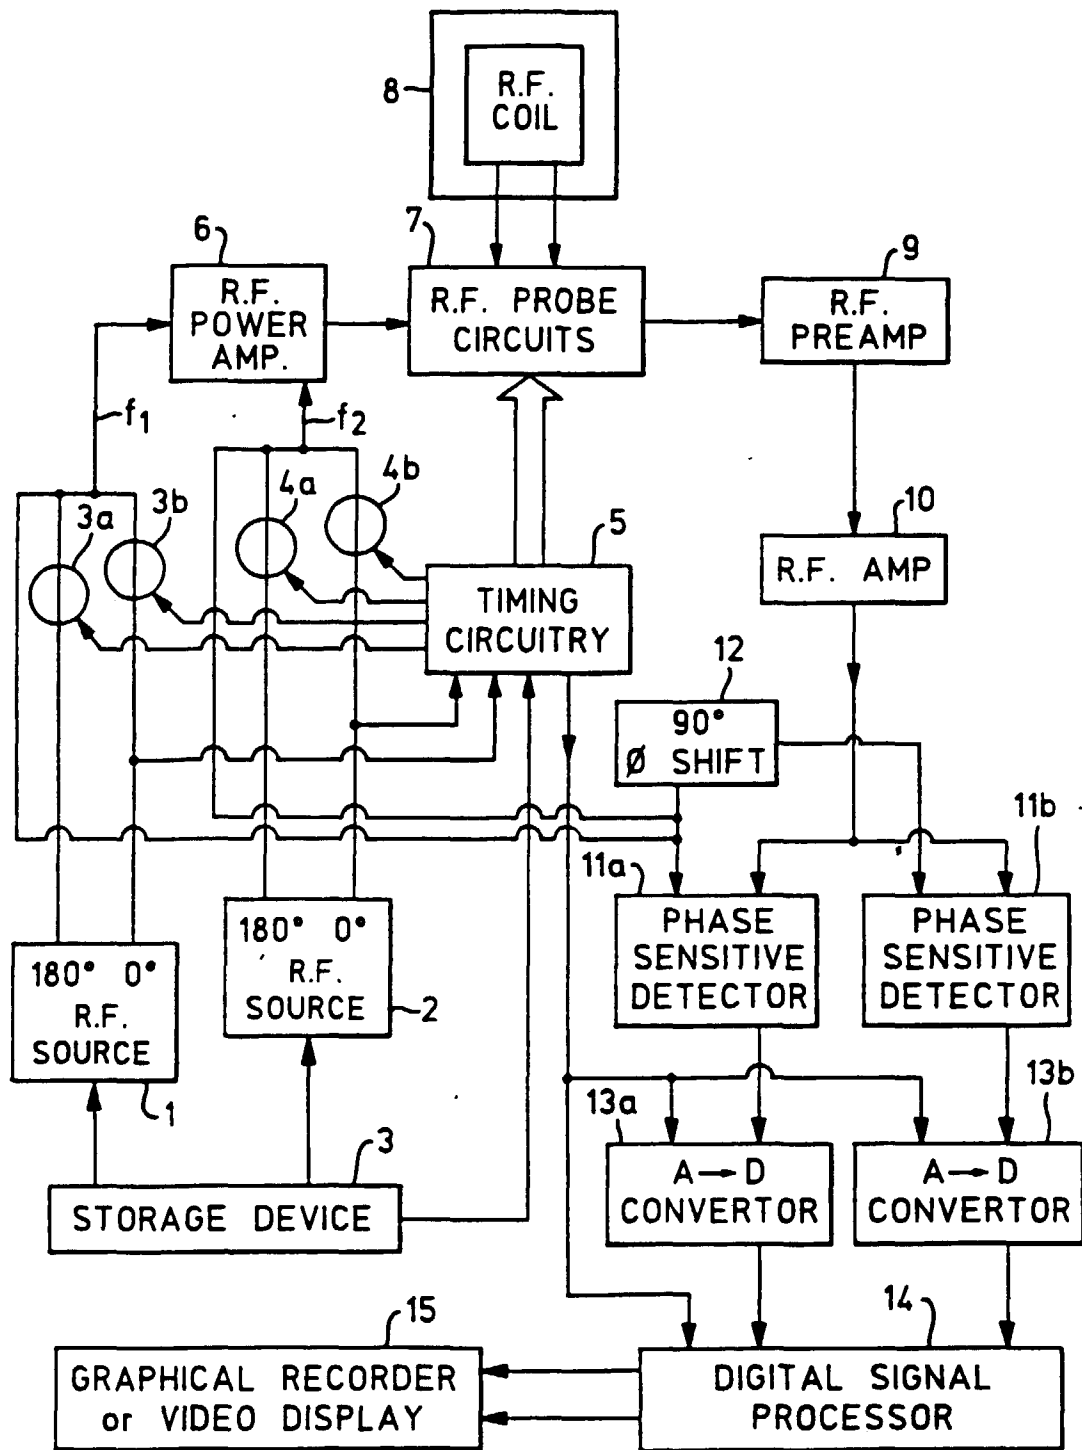 8
R.F.
COIL
6
R.F.
POWER
AMP.
7
R.F. PROBE
CIRCUITS
9
R.F.
PREAMP
f1
f2
3a
3b
4a
4b
5
TIMING
CIRCUITRY
10
R.F. AMP
12
90°
Ø SHIFT
11a
PHASE
SENSITIVE
DETECTOR
11b
PHASE
SENSITIVE
DETECTOR
180° 0°
R.F.
SOURCE
1
180° 0°
R.F.
SOURCE
2
3
STORAGE DEVICE
13a
A→D
CONVERTOR
13b
A→D
CONVERTOR
15
GRAPHICAL RECORDER
or VIDEO DISPLAY
14
DIGITAL SIGNAL
PROCESSOR